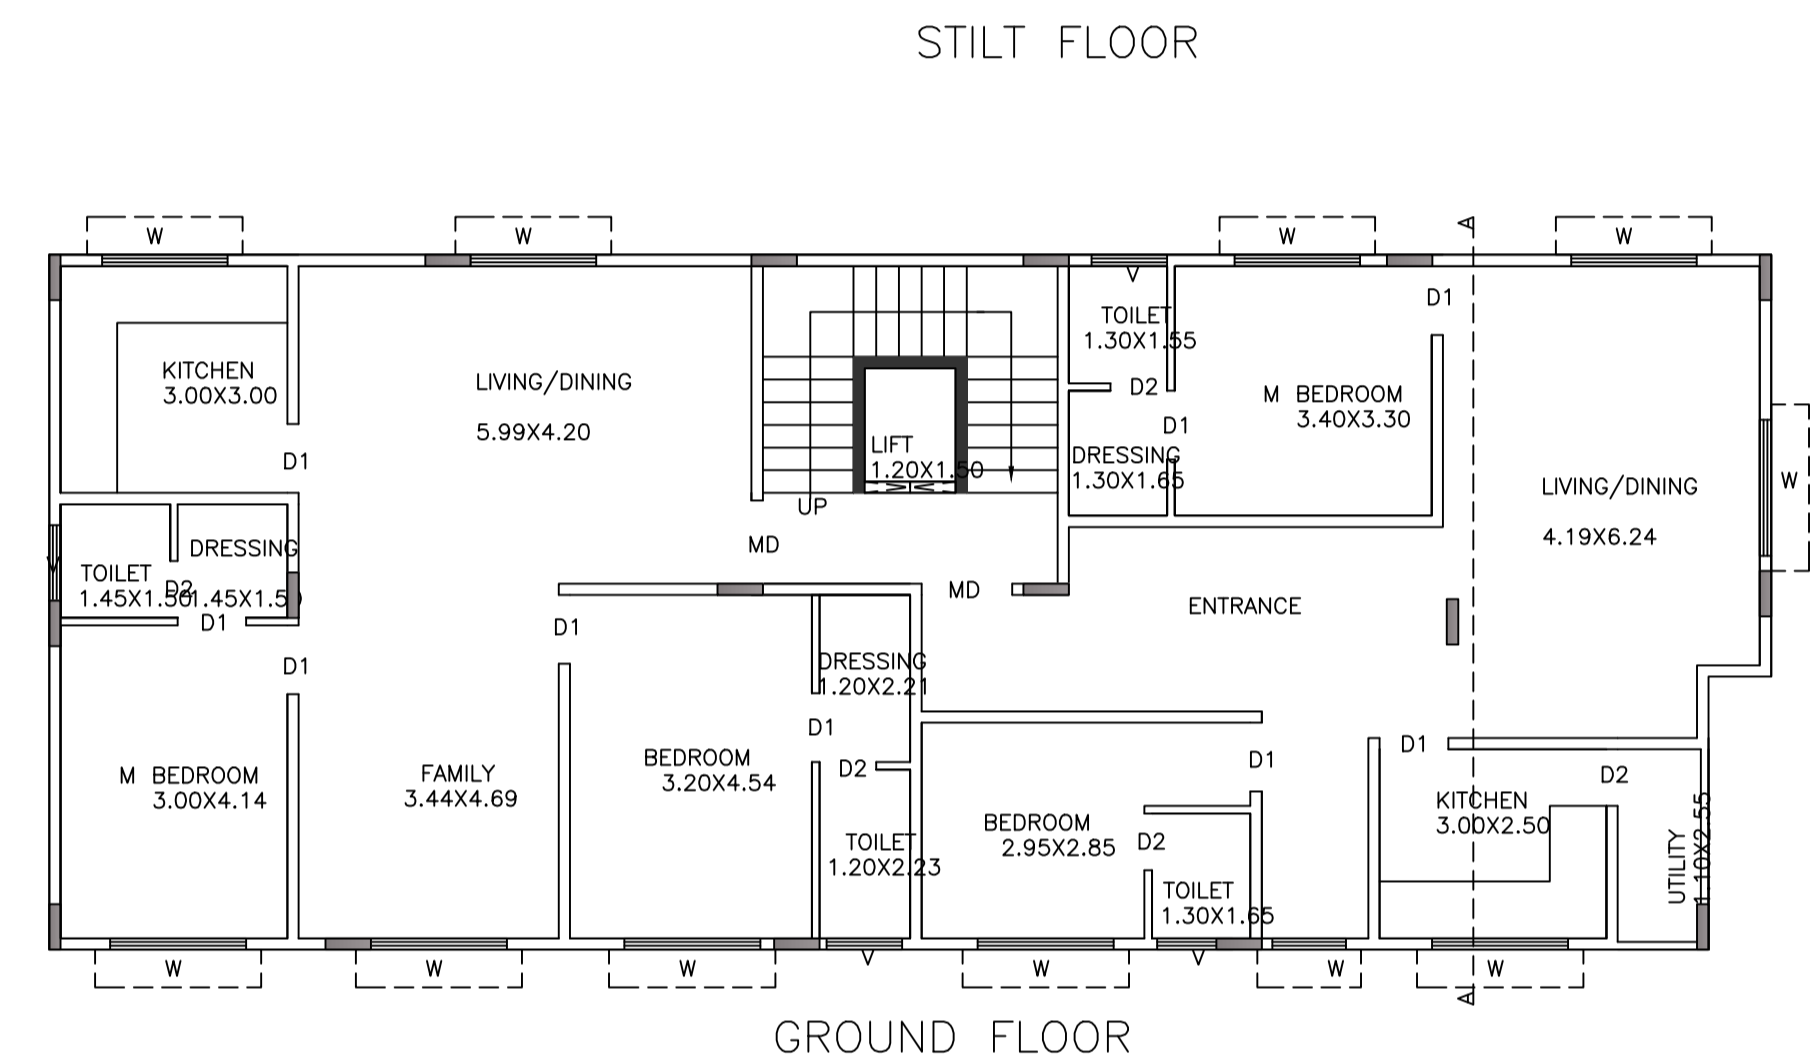 STILT FLOOR
W
W
W
A
W
V
D1
TOILET
1.30X1.55
KITCHEN
3.00X3.00
LIVING/DINING
5.99X4.20
D2
M BEDROOM
3.40X3.30
D1
LIFT
1.20X1.50
D1
DRESSING
1.30X1.65
UP
LIVING/DINING
4.19X6.24
W
V
DRESSING
1.45X1.50
TOILET
1.45X1.50
D2
D1
MD
MD
ENTRANCE
D1
D1
DRESSING
1.20X2.21
D1
D2
M BEDROOM
3.00X4.14
FAMILY
3.44X4.69
BEDROOM
3.20X4.54
D1
D1
D2
TOILET
1.20X2.23
BEDROOM
2.95X2.85
D2
KITCHEN
3.00X2.50
UTILITY
1.10X2.55
TOILET
1.30X1.65
W
W
W
V
W
V
W
W
A
GROUND FLOOR